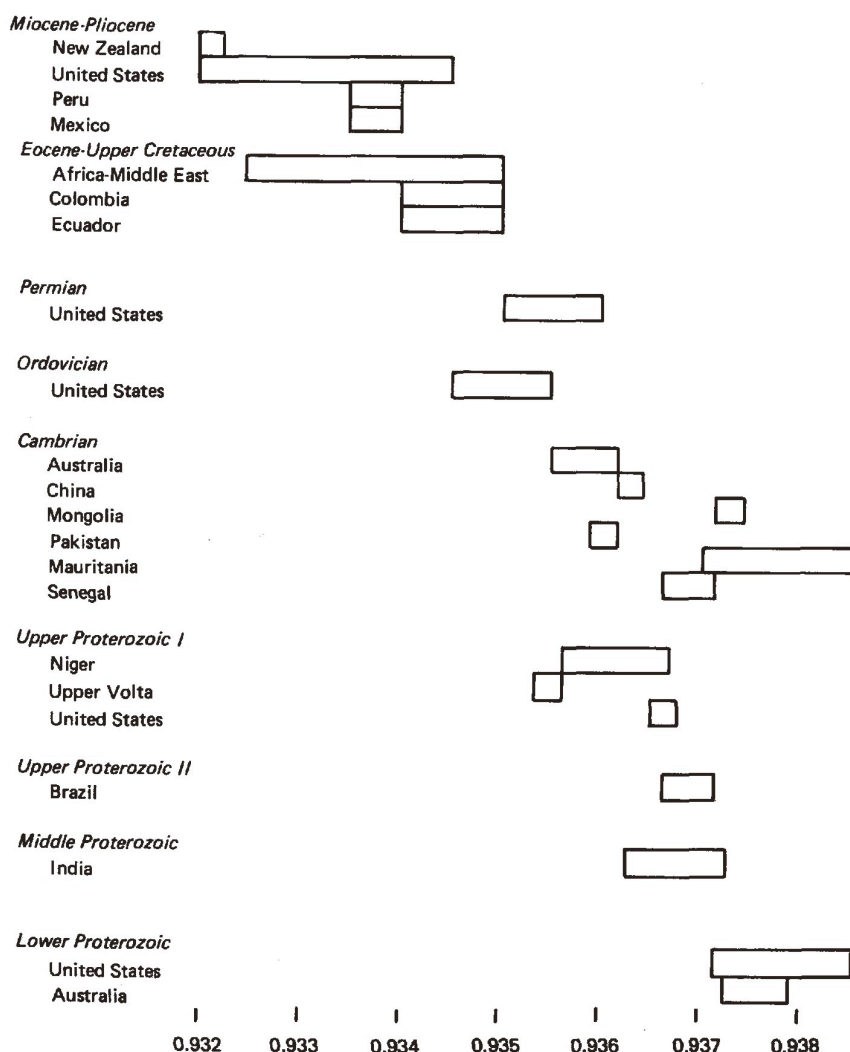 Miocene-Pliocene
New Zealand
United States
Peru
Mexico
Eocene-Upper Cretaceous
Africa-Middle East
Colombia
Ecuador
Permian
United States
Ordovician
United States
Cambrian
Australia
China
Mongolia
Pakistan
Mauritania
Senegal
Upper Proterozoic I
Niger
Upper Volta
United States
Upper Proterozoic II
Brazil
Middle Proterozoic
India
Lower Proterozoic
United States
Australia
0.932 0.933 0.934 0.935 0.936 0.937 0.938